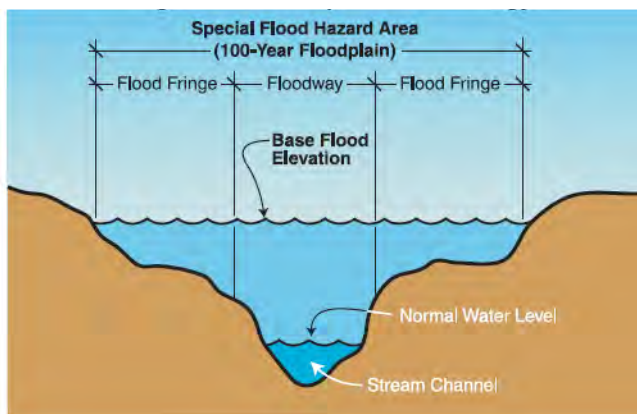 Special Flood Hazard Area
(100-Year Floodplain)
Flood Fringe
Floodway
Flood Fringe
Base Flood
Elevation
Normal Water Level
Stream Channel